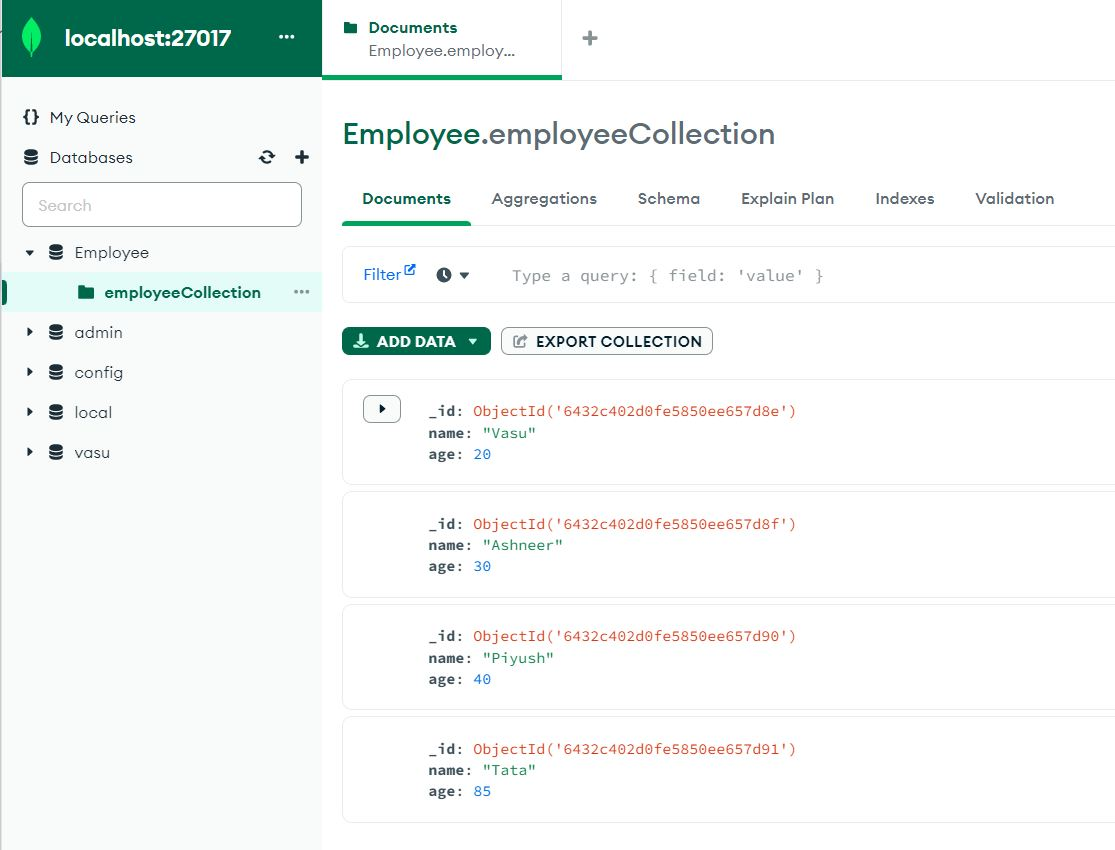 localhost:27017
Documents
Employee.employ...
{} My Queries
Databases
Search
Employee
employeeCollection
admin
config
local
vasu
Employee.employeeCollection
Documents Aggregations Schema Explain Plan Indexes Validation
Filter Type a query: { field: 'value' }
ADD DATA EXPORT COLLECTION
_id: ObjectId('6432c402d0fe5850ee657d8e')
name: "Vasu"
age: 20
_id: ObjectId('6432c402d0fe5850ee657d8f')
name: "Ashneer"
age: 30
_id: ObjectId('6432c402d0fe5850ee657d90')
name: "Piyush"
age: 40
_id: ObjectId('6432c402d0fe5850ee657d91')
name: "Tata"
age: 85